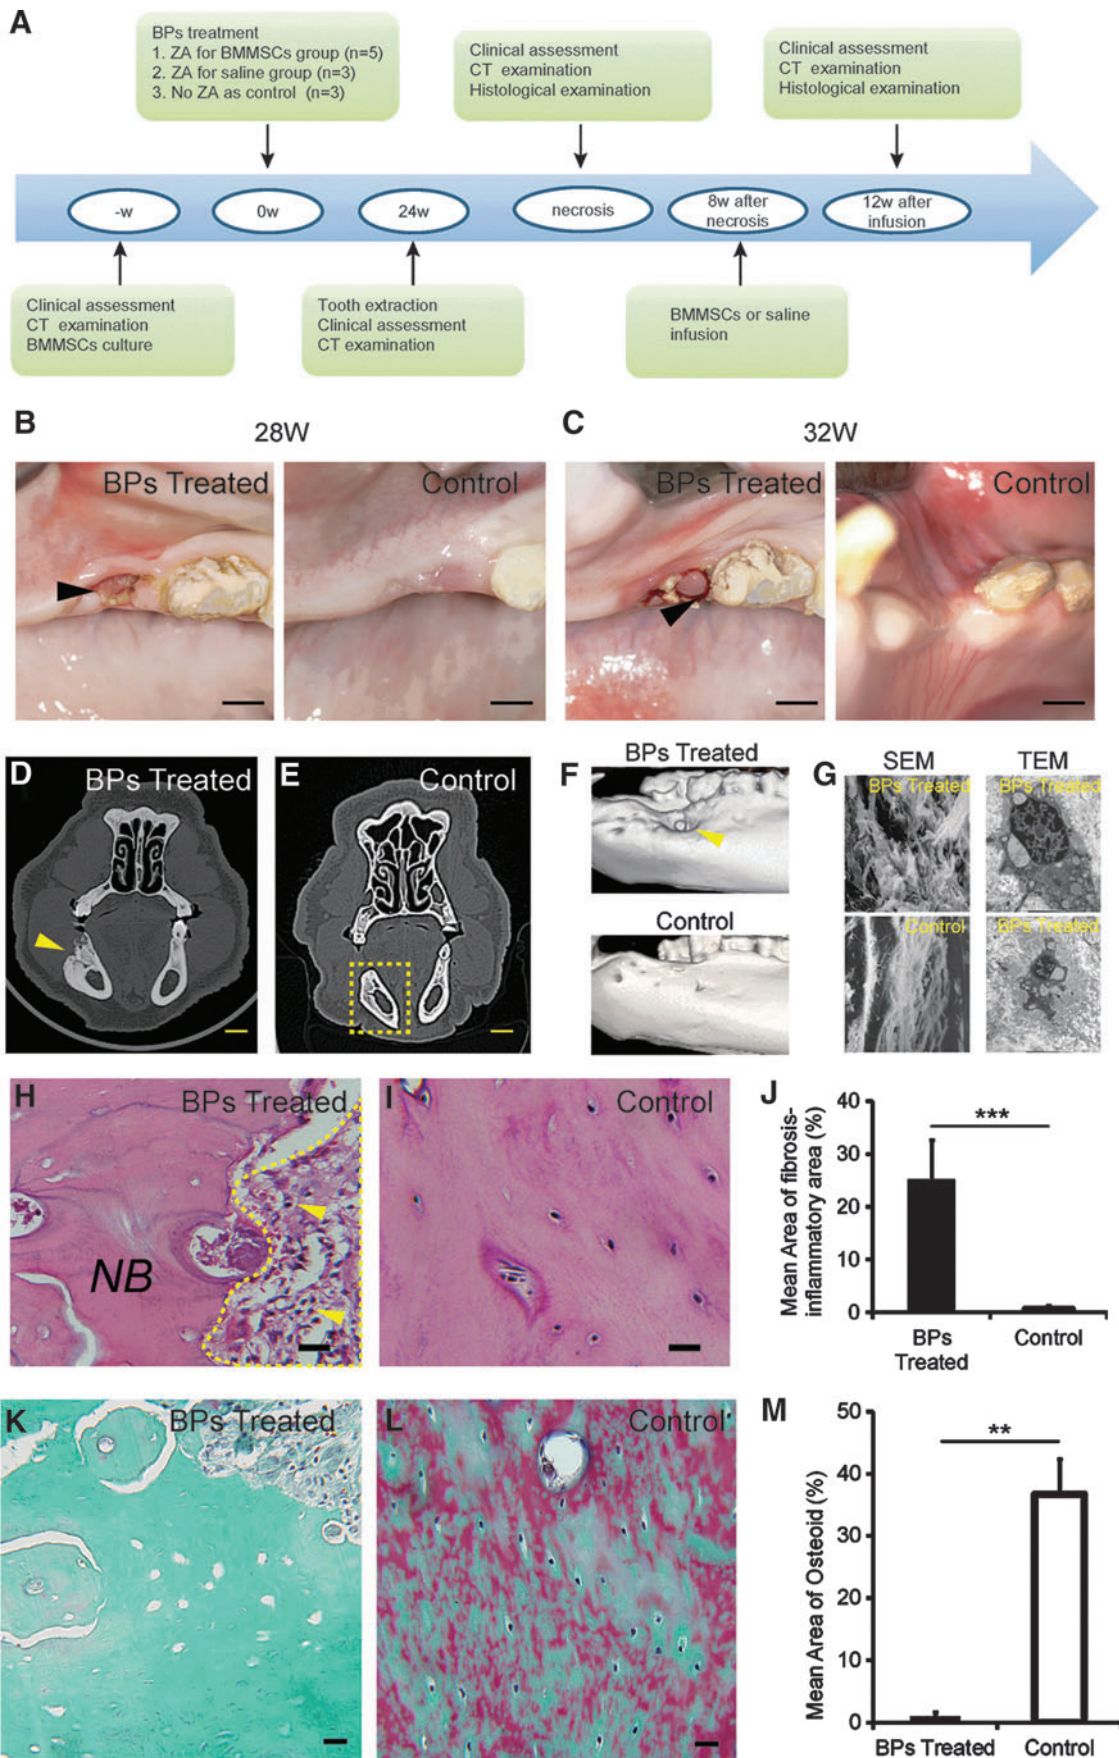 A
BPs treatment
1. ZA for BMMSCs group (n=5)
2. ZA for saline group (n=3)
3. No ZA as control (n=3)
Clinical assessment
CT examination
Histological examination
Clinical assessment
CT examination
Histological examination
-w
0w
24w
necrosis
8w after
necrosis
12w after
infusion
Clinical assessment
CT examination
BMMSCs culture
Tooth extraction
Clinical assessment
CT examination
BMMSCs or saline
infusion
B
28W
BPs Treated
Control
C
32W
BPs Treated
Control
D
BPs Treated
E
Control
F
BPs Treated
Control
G
SEM
TEM
BPs Treated
BPs Treated
Control
BPs Treated
H
BPs Treated
NB
I
Control
J
Mean Area of fibrosis-
inflammatory area (%)
40
30
20
10
0
***
BPs
Treated
Control
K
BPs Treated
L
Control
M
Mean Area of Osteoid (%)
50
40
30
20
10
0
**
BPs Treated
Control